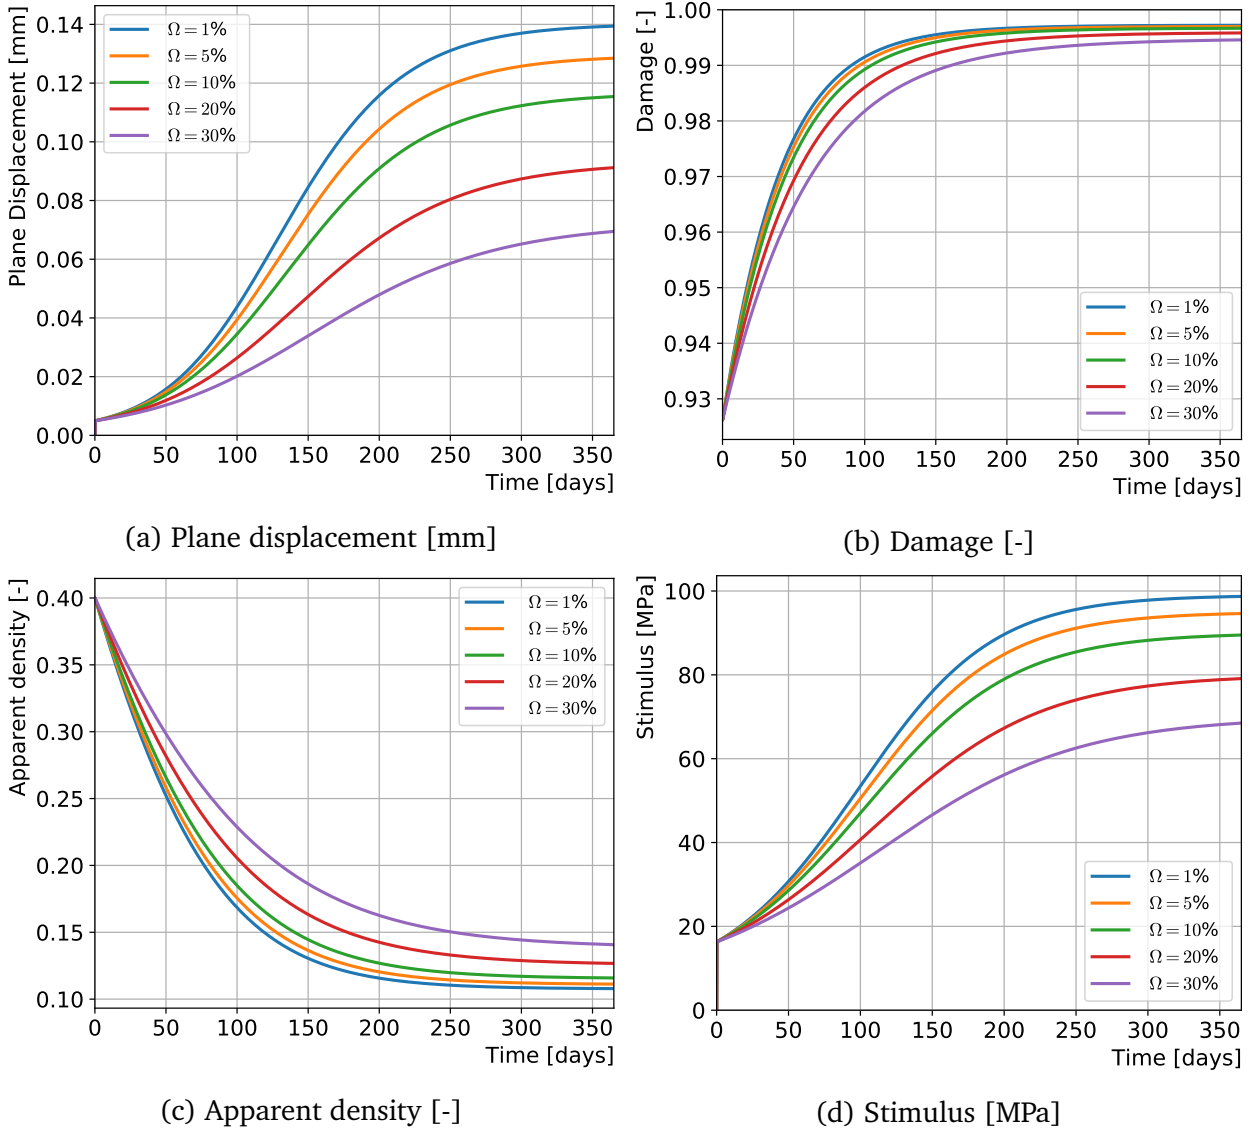 Plane Displacement [mm]
0.14
0.12
0.10
0.08
0.06
0.04
0.02
0.00
Ω = 1%
Ω = 5%
Ω = 10%
Ω = 20%
Ω = 30%
0 50 100 150 200 250 300 350
Time [days]
(a) Plane displacement [mm]
Damage [-]
1.00
0.99
0.98
0.97
0.96
0.95
0.94
0.93
Ω = 1%
Ω = 5%
Ω = 10%
Ω = 20%
Ω = 30%
0 50 100 150 200 250 300 350
Time [days]
(b) Damage [-]
Apparent density [-]
0.40
0.35
0.30
0.25
0.20
0.15
0.10
Ω = 1%
Ω = 5%
Ω = 10%
Ω = 20%
Ω = 30%
0 50 100 150 200 250 300 350
Time [days]
(c) Apparent density [-]
Stimulus [MPa]
100
80
60
40
20
0
Ω = 1%
Ω = 5%
Ω = 10%
Ω = 20%
Ω = 30%
0 50 100 150 200 250 300 350
Time [days]
(d) Stimulus [MPa]